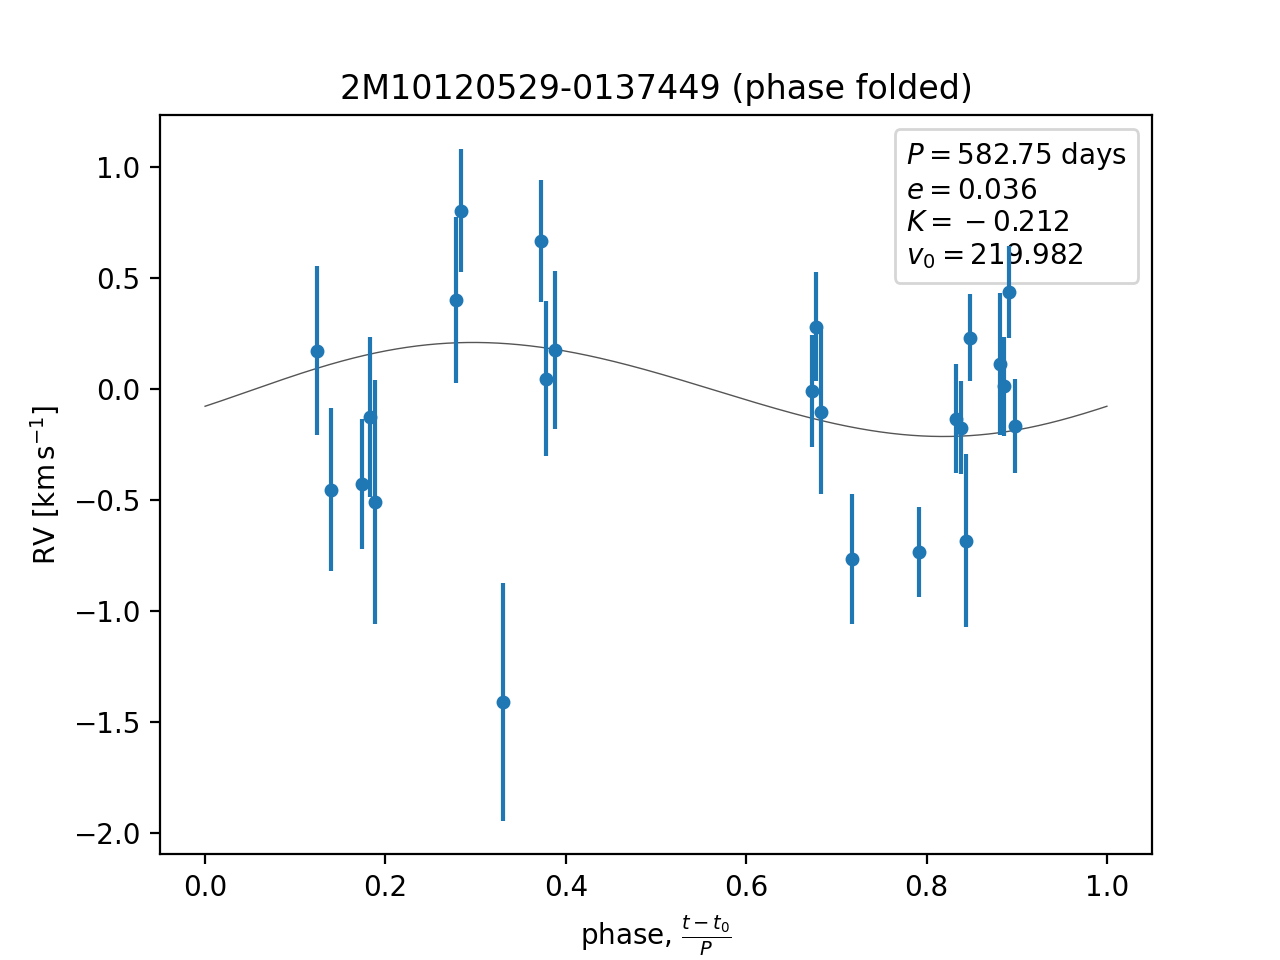 2M10120529-0137449 (phase folded)
P = 582.75 days
e = 0.036
K = −0.212
v₀ = 219.982
1.0
0.5
0.0
−0.5
−1.0
−1.5
−2.0
RV [km s⁻¹]
0.0 0.2 0.4 0.6 0.8 1.0
phase, (t − t₀)/P